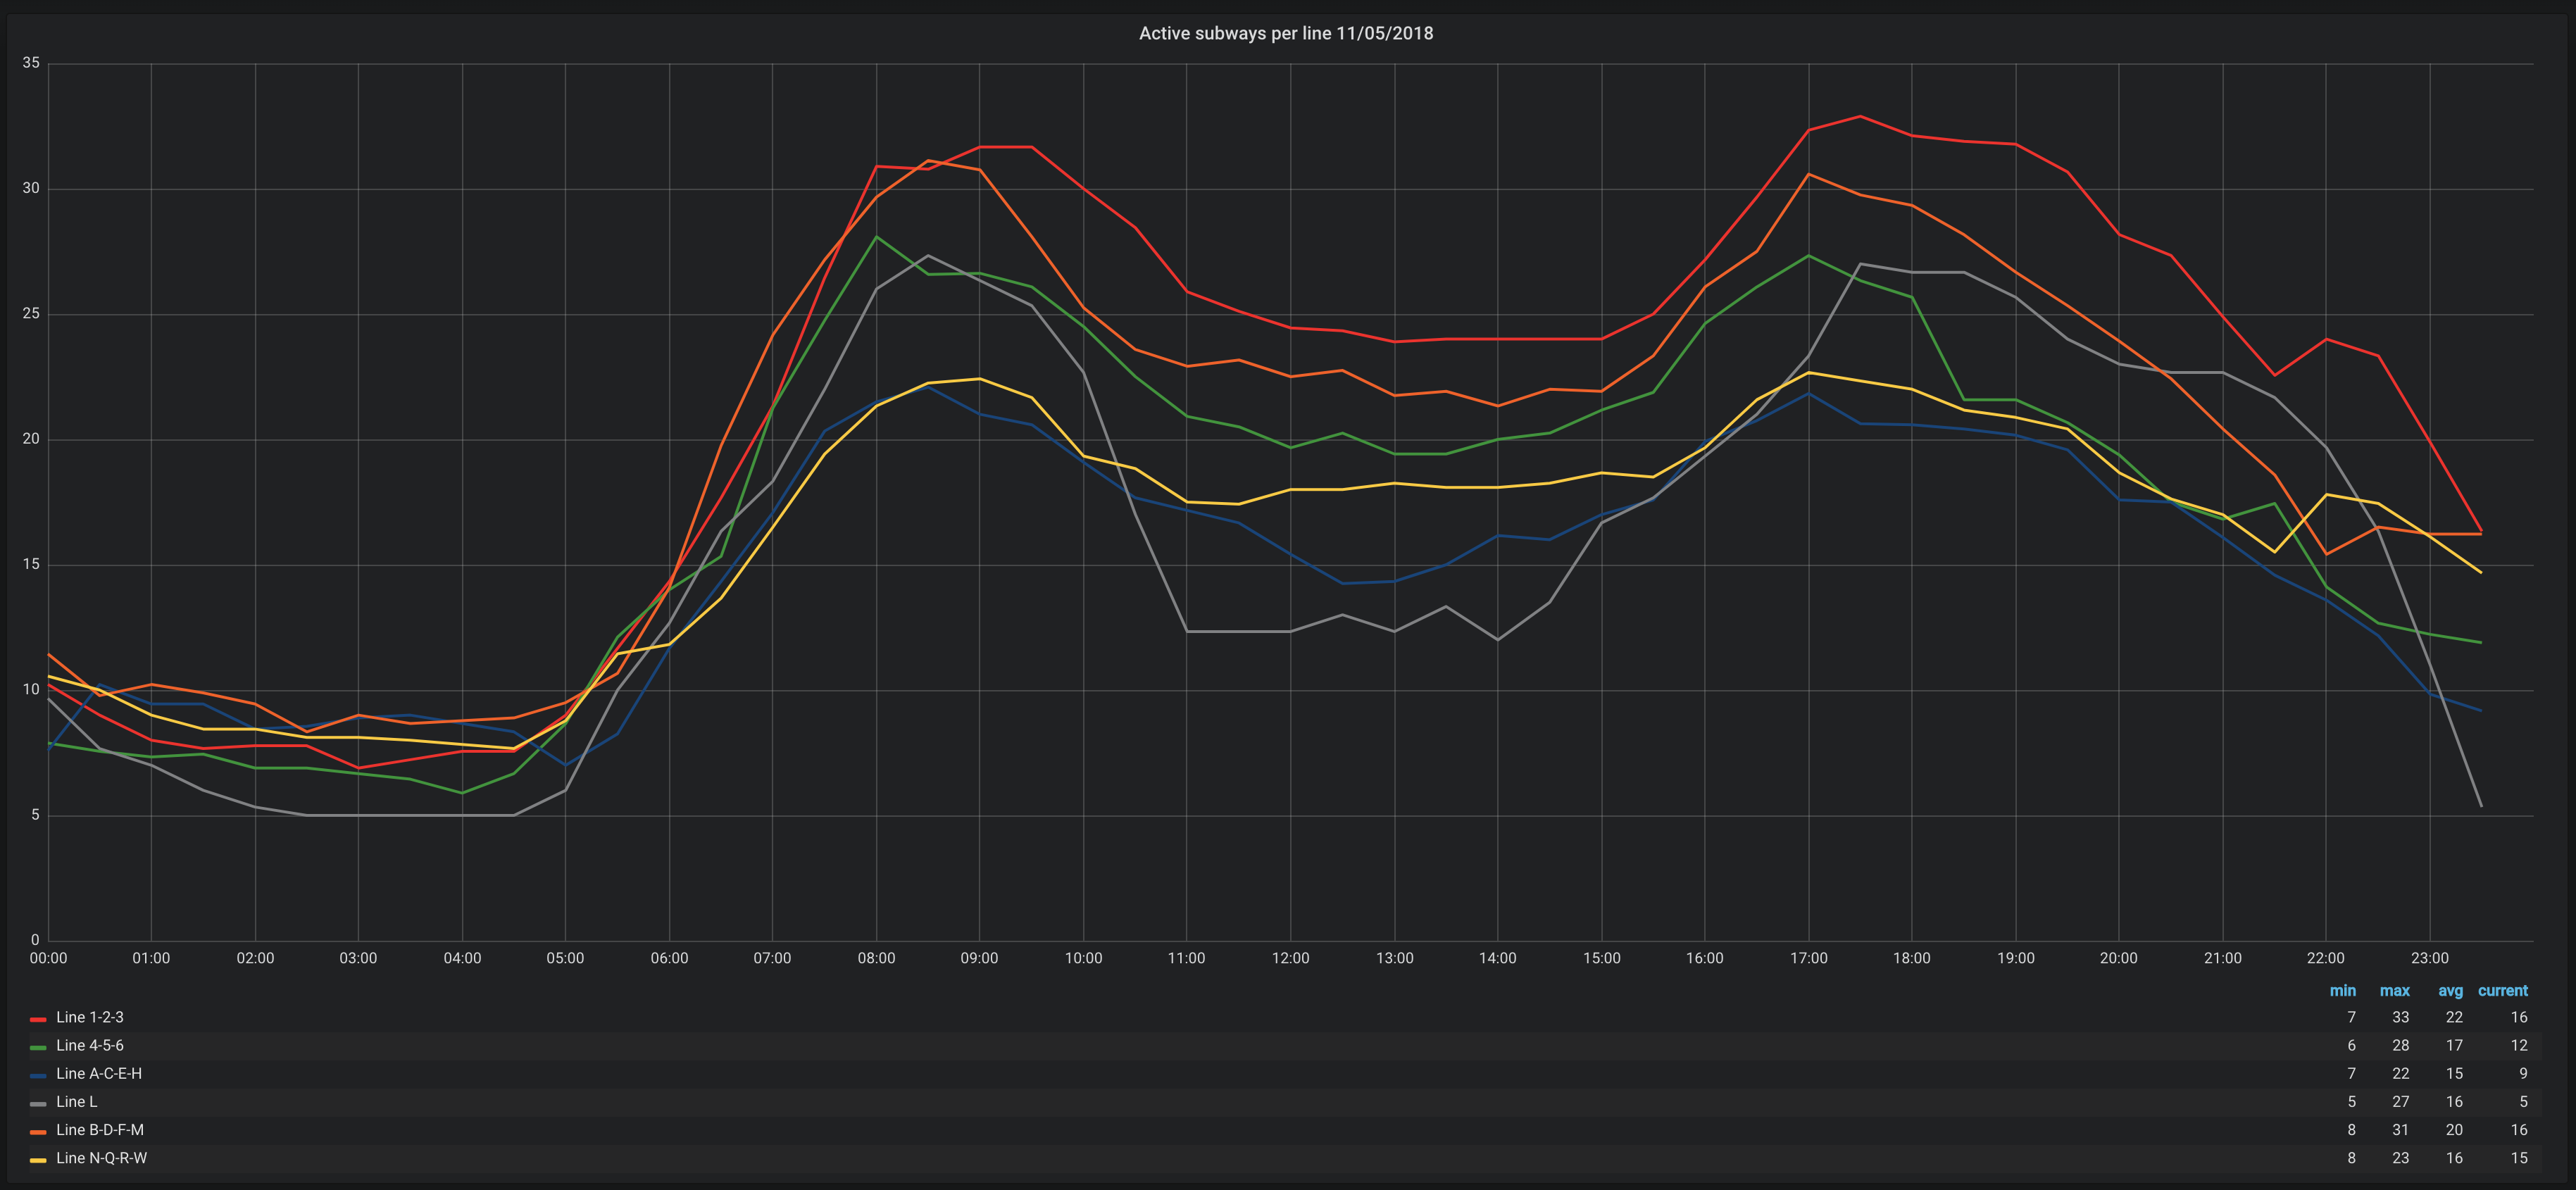 Active subways per line 11/05/2018
35
30
25
20
15
10
5
0
00:00 01:00 02:00 03:00 04:00 05:00 06:00 07:00 08:00 09:00 10:00 11:00 12:00 13:00 14:00 15:00 16:00 17:00 18:00 19:00 20:00 21:00 22:00 23:00
min max avg current
Line 1-2-3 7 33 22 16
Line 4-5-6 6 28 17 12
Line A-C-E-H 7 22 15 9
Line L 5 27 16 5
Line B-D-F-M 8 31 20 16
Line N-Q-R-W 8 23 16 15